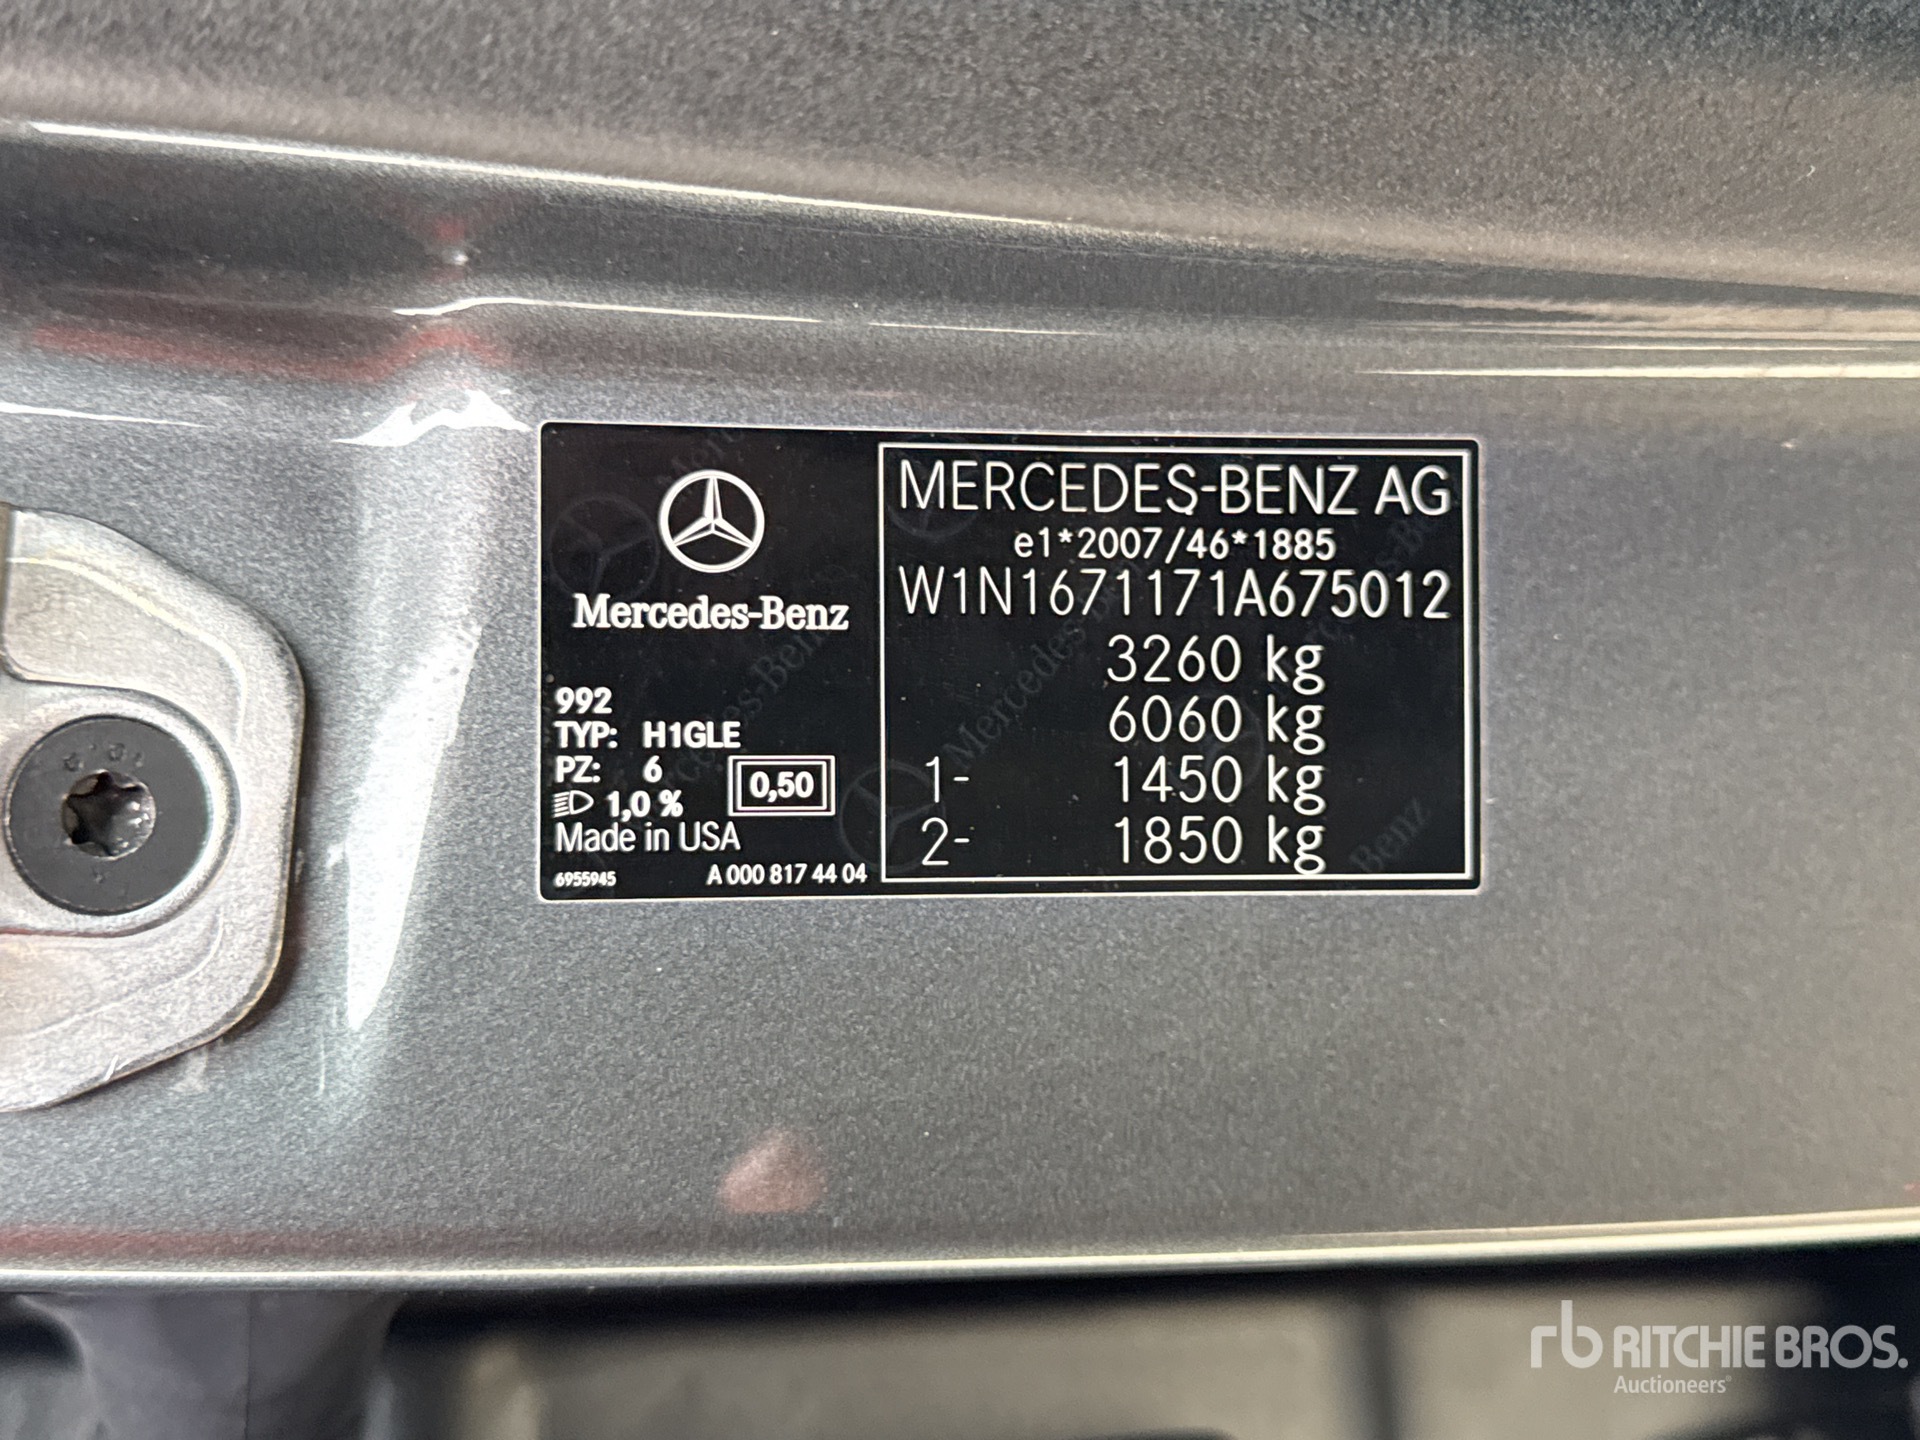 Mercedes-Benz
992
TYP: H1GLE
PZ: 6
1,0 %
0,50
Made in USA
6955945
A 000 817 44 04
MERCEDES-BENZ AG
e1*2007/46*1885
W1N1671171A675012
3260 kg
6060 kg
1- 1450 kg
2- 1850 kg
rb RITCHIE BROS.
Auctioneers